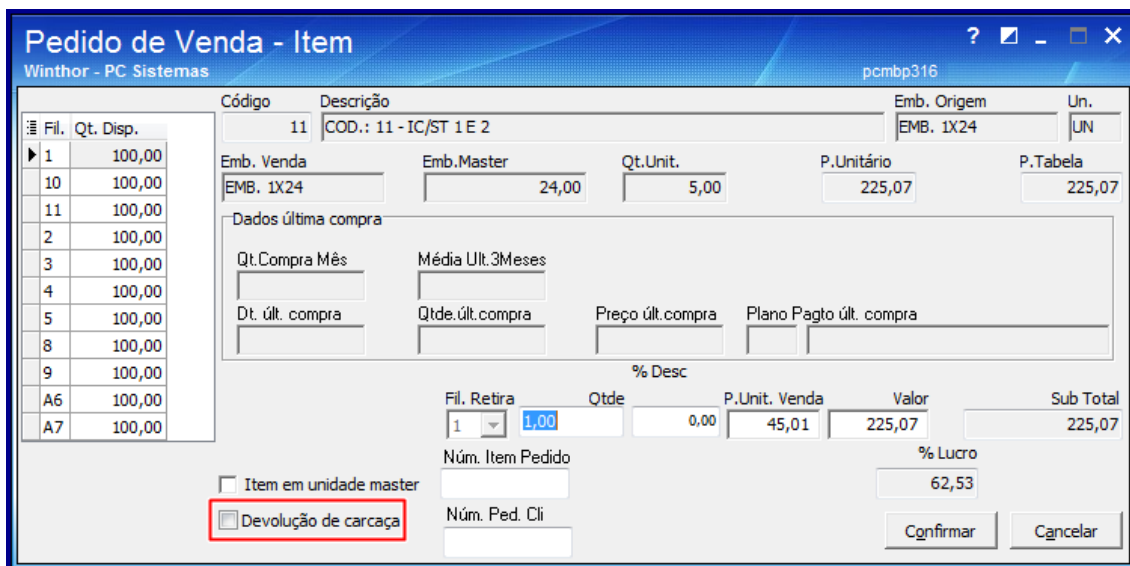 Pedido de Venda - Item
? _ X
Winthor - PC Sistemas pcmbp316
Código Descrição Emb. Origem Un.
11 COD.: 11 - IC/ST 1 E 2 EMB. 1X24 UN
Emb. Venda Emb.Master Qt.Unit. P.Unitário P.Tabela
EMB. 1X24 24,00 5,00 225,07 225,07
Fil. Qt. Disp.
1 100,00
10 100,00
11 100,00
2 100,00
3 100,00
4 100,00
5 100,00
8 100,00
9 100,00
A6 100,00
A7 100,00
Dados última compra
Qt.Compra Mês Média Ult.3Meses
Dt. últ. compra Qtde.últ.compra Preço últ.compra Plano Pagto últ. compra
% Desc
Fil. Retira Qtde P.Unit. Venda Valor Sub Total
1 1,00 0,00 45,01 225,07 225,07
Núm. Item Pedido % Lucro
62,53
Item em unidade master
Devolução de carcaça Núm. Ped. Cli
Confirmar Cancelar